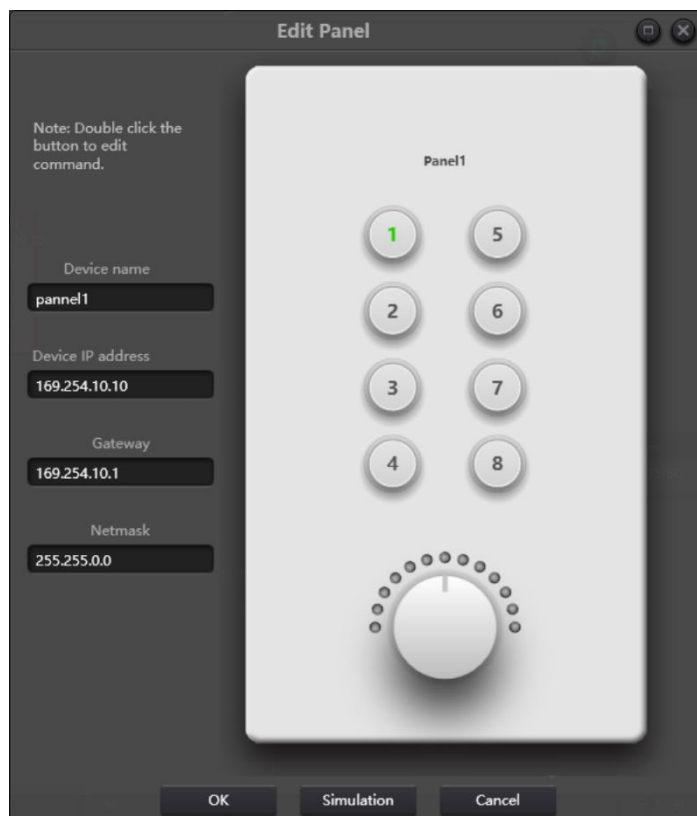 Edit Panel
Note: Double click the
button to edit
command.
Device name
pannel1
Device IP address
169.254.10.10
Gateway
169.254.10.1
Netmask
255.255.0.0
Panel1
1
5
2
6
3
7
4
8
OK
Simulation
Cancel